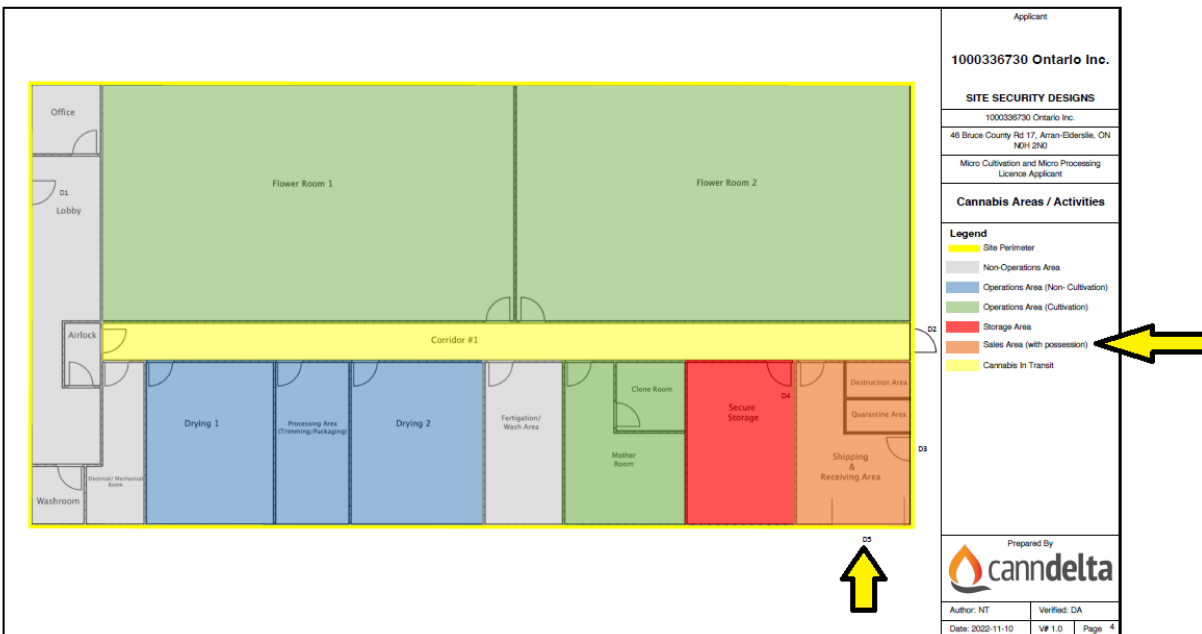 Applicant
1000336730 Ontario Inc.
SITE SECURITY DESIGNS
1000336730 Ontario Inc.
46 Bruce County Rd 17, Arran-Elderslie, ON
N0H 2N0
Micro Cultivation and Micro Processing
Licence Applicant
Cannabis Areas / Activities
Legend
Site Perimeter
Non-Operations Area
Operations Area (Non- Cultivation)
Operations Area (Cultivation)
Storage Area
Sales Area (with possession)
Cannabis In Transit
Prepared By
canndelta
Author: NT
Verified: DA
Date: 2022-11-10
V# 1.0
Page 4
Office
D1
Lobby
Flower Room 1
Flower Room 2
Airlock
Corridor #1
D2
Washroom
Electrical/ Mechanical
Room
Drying 1
Processing Area
(Trimming/Packaging)
Drying 2
Fertigation/
Wash Area
Clone Room
Mother
Room
D4
Secure
Storage
Destruction Area
Quarantine Area
D3
Shipping
&
Receiving Area
D5